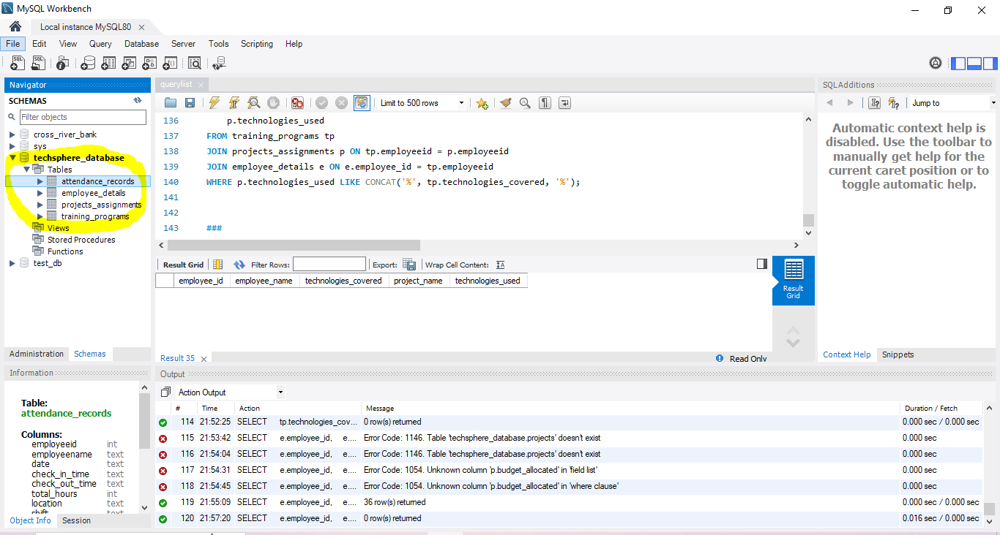 MySQL Workbench
Local instance MySQL80
File Edit View Query Database Server Tools Scripting Help
Navigator
SCHEMAS
Filter objects
cross_river_bank
sys
techsphere_database
Tables
attendance_records
employee_details
projects_assignments
training_programs
Views
Stored Procedures
Functions
test_db
Administration Schemas
Information
Table:
attendance_records
Columns:
employeeid int
employeename text
date text
check_in_time text
check_out_time text
total_hours int
location text
shift text
Object Info Session
querylist
Limit to 500 rows
136 p.technologies_used
137 FROM training_programs tp
138 JOIN projects_assignments p ON tp.employeeid = p.employeeid
139 JOIN employee_details e ON e.employee_id = tp.employeeid
140 WHERE p.technologies_used LIKE CONCAT('%', tp.technologies_covered, '%');
141
142
143 ###
Result Grid Filter Rows: Export: Wrap Cell Content:
employee_id employee_name technologies_covered project_name technologies_used
Result Grid
Result 35 Read Only
SQLAdditions
Jump to
Automatic context help is
disabled. Use the toolbar to
manually get help for the
current caret position or to
toggle automatic help.
Context Help Snippets
Output
Action Output
# Time Action Message Duration / Fetch
114 21:52:25 SELECT tp.technologies_cov... 0 row(s) returned 0.000 sec / 0.000 sec
115 21:53:42 SELECT e.employee_id, e.... Error Code: 1146. Table 'techsphere_database.projects' doesn't exist 0.000 sec
116 21:54:04 SELECT e.employee_id, e.... Error Code: 1146. Table 'techsphere_database.projects' doesn't exist 0.000 sec
117 21:54:31 SELECT e.employee_id, e.... Error Code: 1054. Unknown column 'p.budget_allocated' in 'field list' 0.000 sec
118 21:54:45 SELECT e.employee_id, e.... Error Code: 1054. Unknown column 'p.budget_allocated' in 'where clause' 0.000 sec
119 21:55:09 SELECT e.employee_id, e.... 36 row(s) returned 0.000 sec / 0.000 sec
120 21:57:20 SELECT e.employee_id, e.... 0 row(s) returned 0.016 sec / 0.000 sec